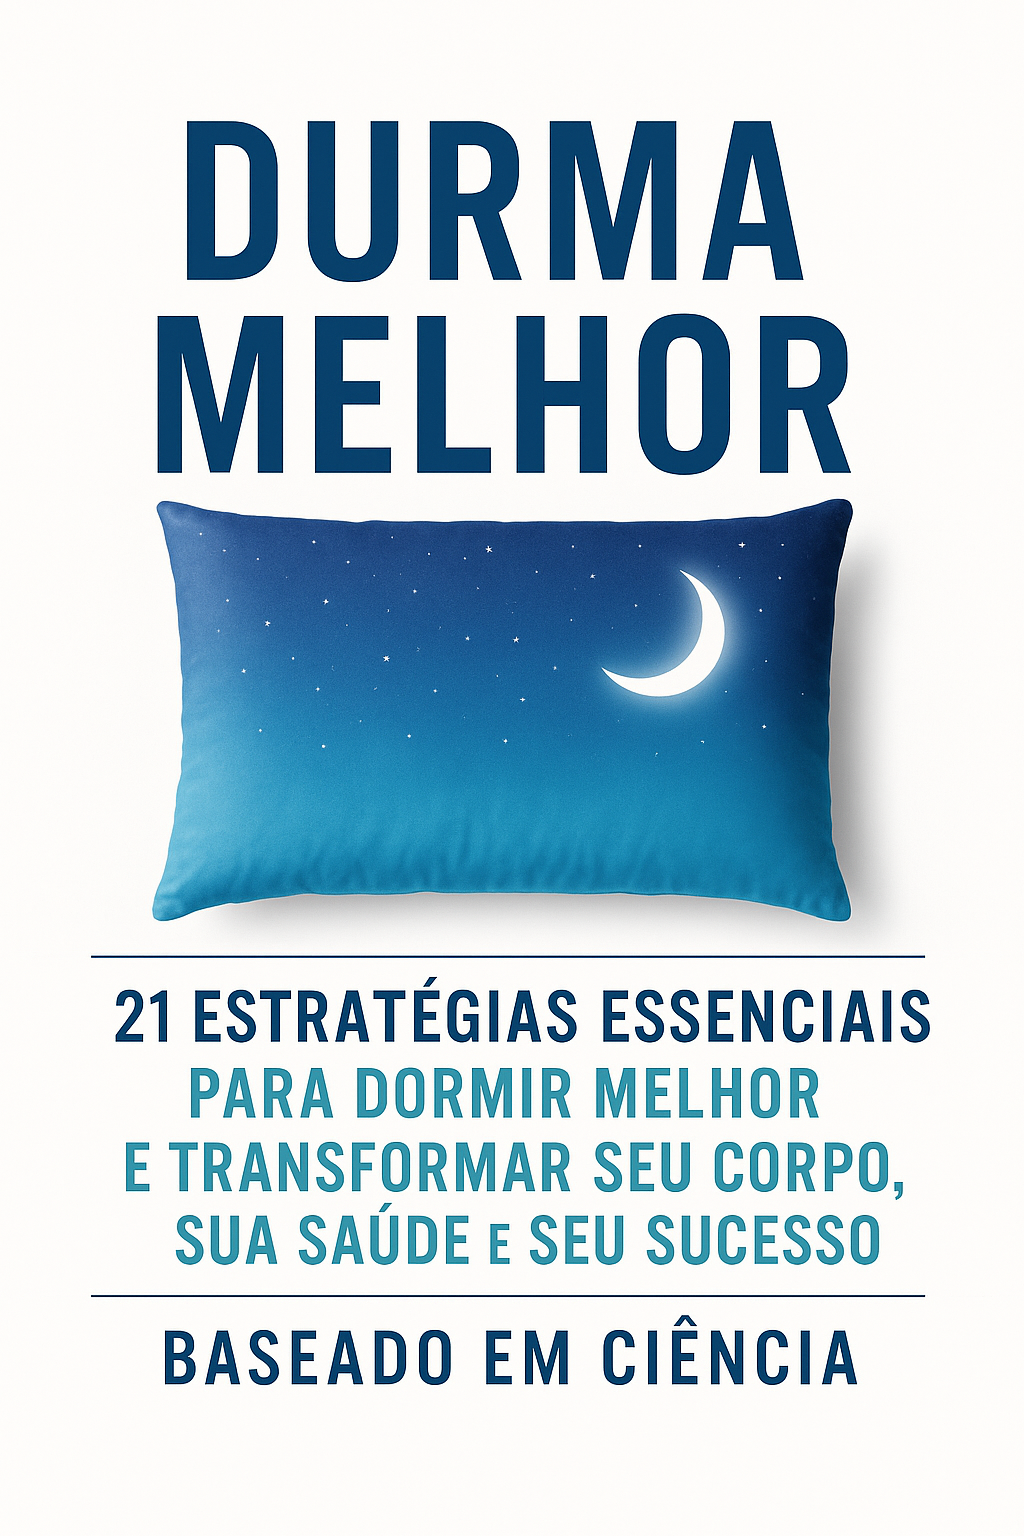 DURMA
MELHOR
21 ESTRATÉGIAS ESSENCIAIS
PARA DORMIR MELHOR
E TRANSFORMAR SEU CORPO,
SUA SAÚDE E SEU SUCESSO
BASEADO EM CIÊNCIA